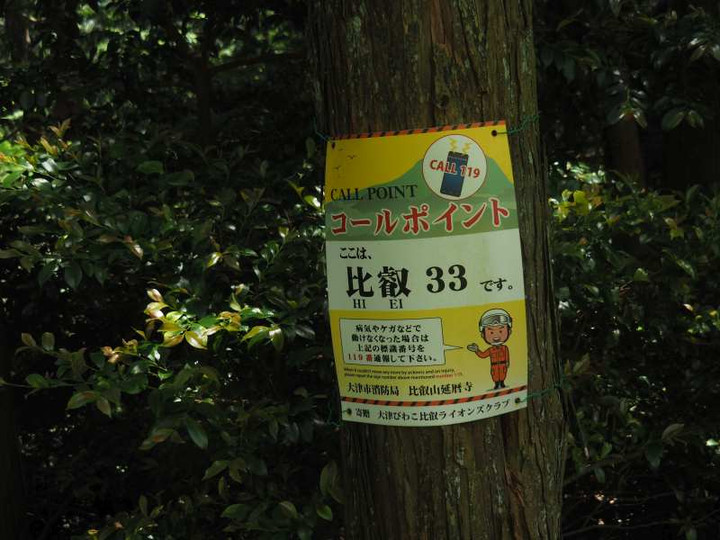 CALL 119
CALL POINT
コールポイント
ここは、
比叡 33 です。
HI EI
病気やケガなどで
動けなくなった場合は
上記の標識番号を
119番通報して下さい。
大津市消防局 比叡山延暦寺
寄贈 大津びわこ比叡ライオンズクラブ